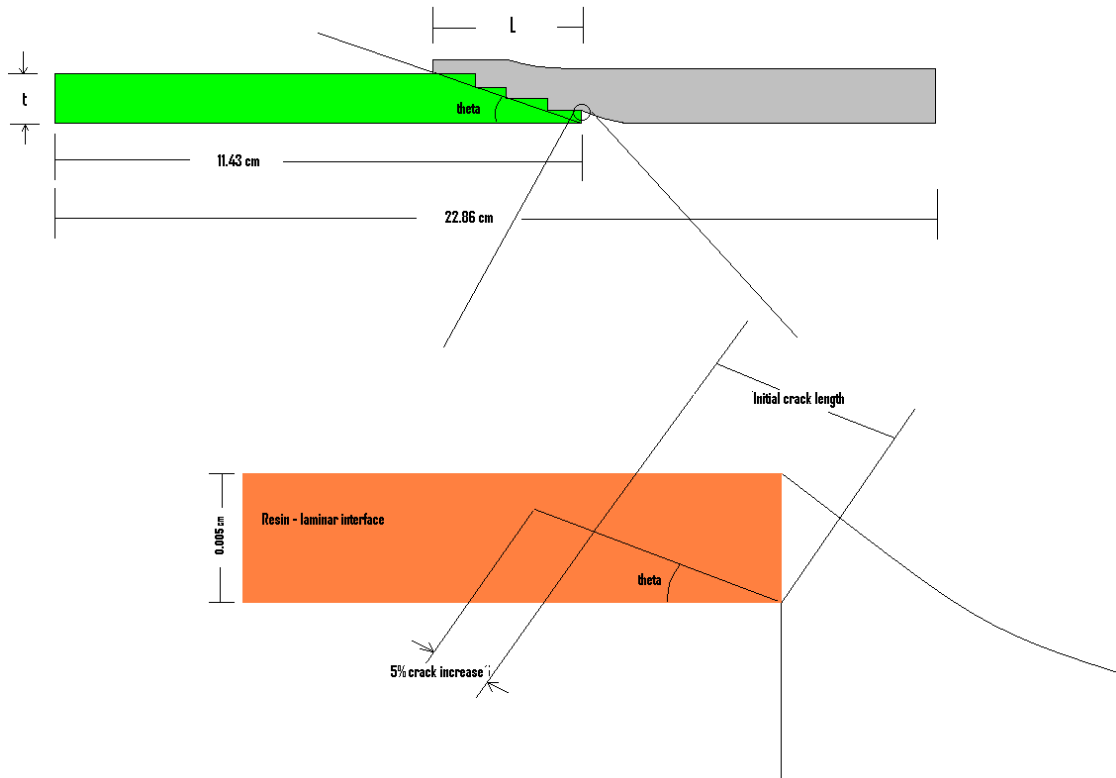 L
t
theta
11.43 cm
22.86 cm
Initial crack length
0.005 cm
Resin - laminar interface
theta
5% crack increase